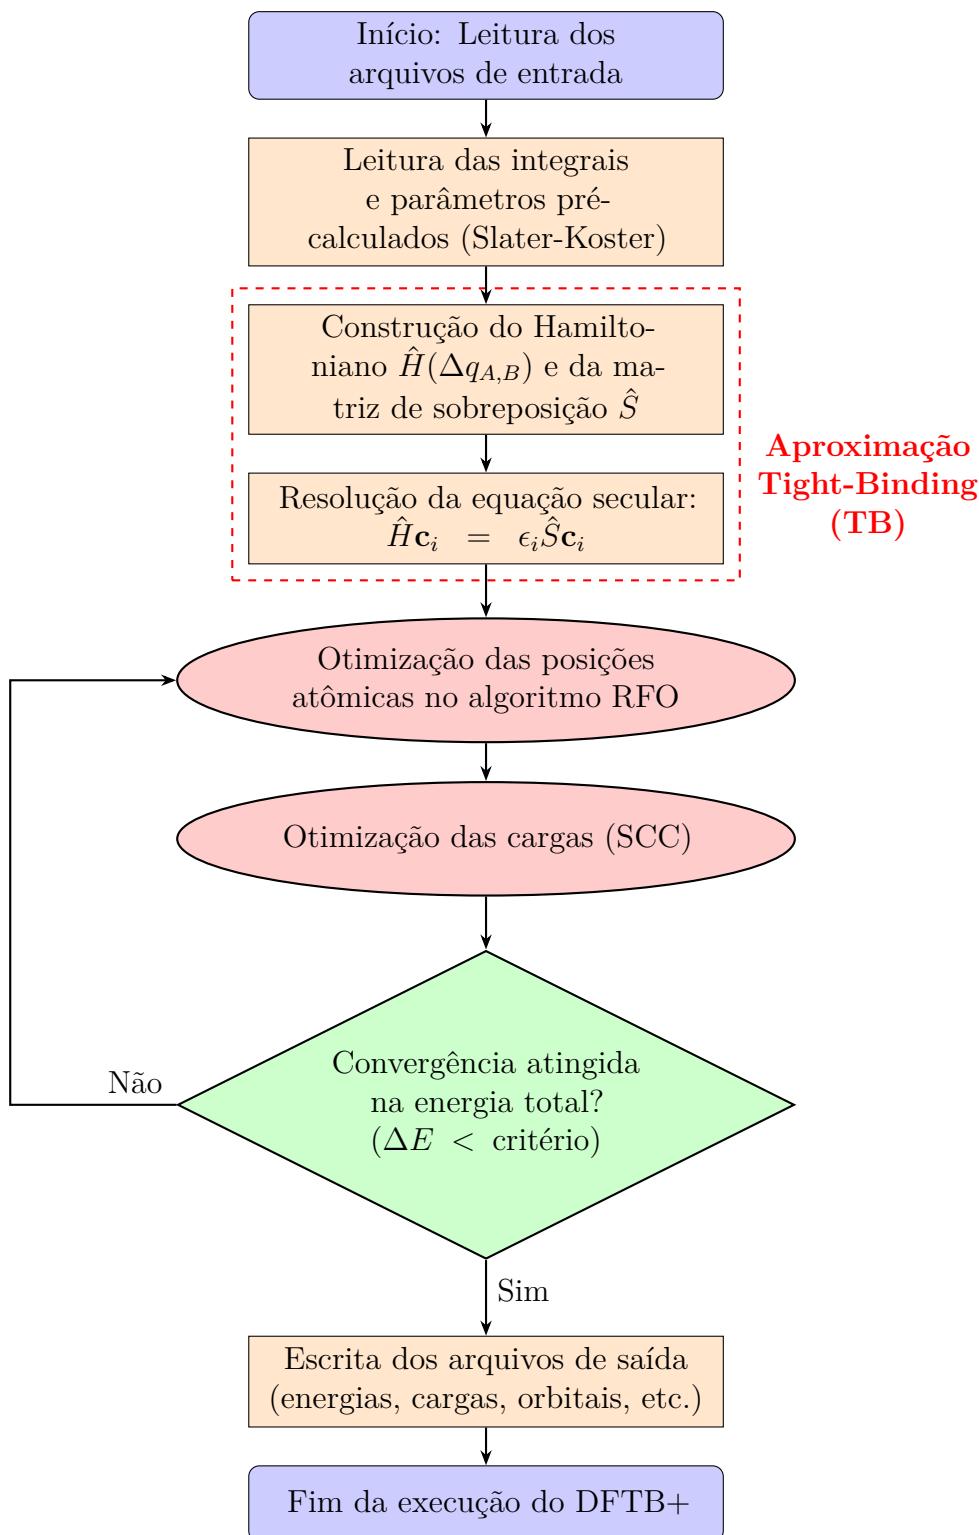 Início: Leitura dos
arquivos de entrada
Leitura das integrais
e parâmetros pré-
calculados (Slater-Koster)
Construção do Hamilto-
niano Ĥ(Δq_{A,B}) e da ma-
triz de sobreposição Ŝ
Aproximação
Tight-Binding
(TB)
Resolução da equação secular:
Ĥc_i = ϵ_iŜc_i
Otimização das posições
atômicas no algoritmo RFO
Otimização das cargas (SCC)
Convergência atingida
na energia total?
(ΔE < critério)
Não
Sim
Escrita dos arquivos de saída
(energias, cargas, orbitais, etc.)
Fim da execução do DFTB+